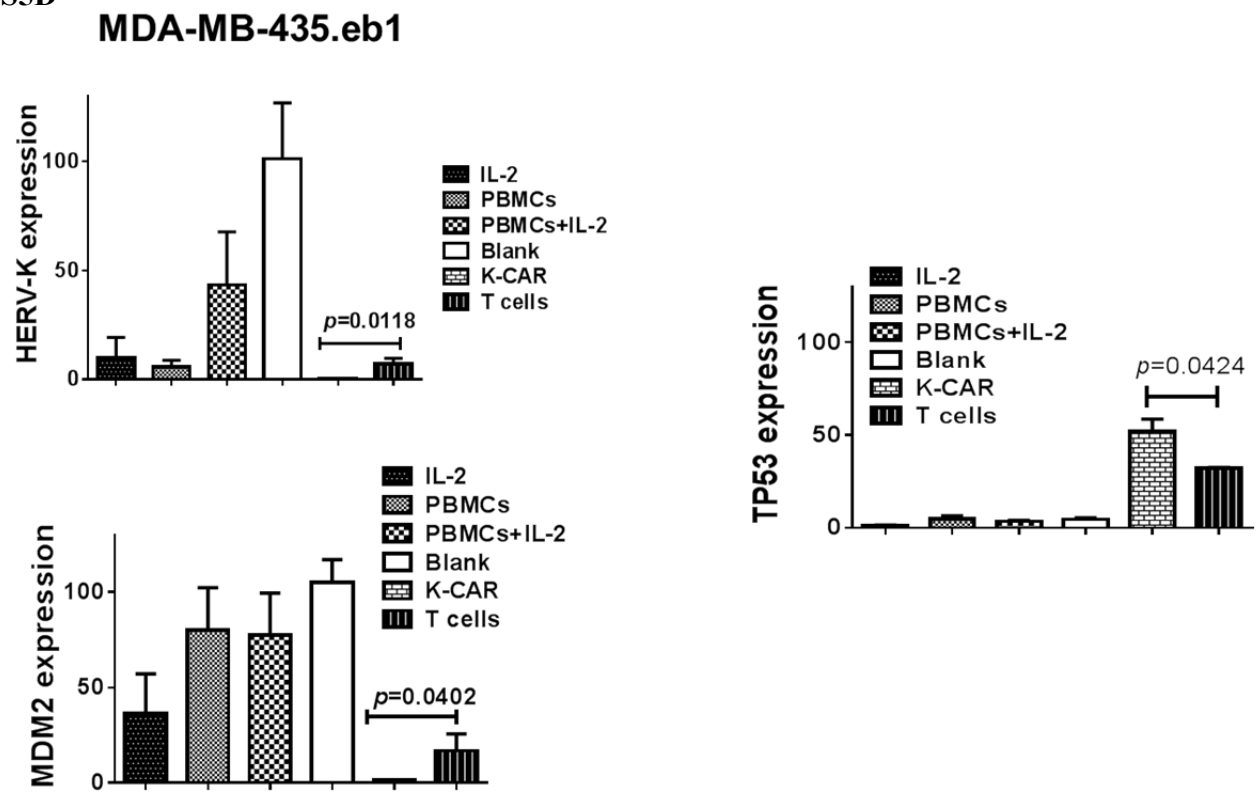 S5D
MDA-MB-435.eb1
HERV-K expression
100
50
0
p=0.0118
IL-2
PBMCs
PBMCs+IL-2
Blank
K-CAR
T cells
MDM2 expression
100
50
0
p=0.0402
IL-2
PBMCs
PBMCs+IL-2
Blank
K-CAR
T cells
TP53 expression
100
50
0
IL-2
PBMCs
PBMCs+IL-2
Blank
K-CAR
T cells
p=0.0424